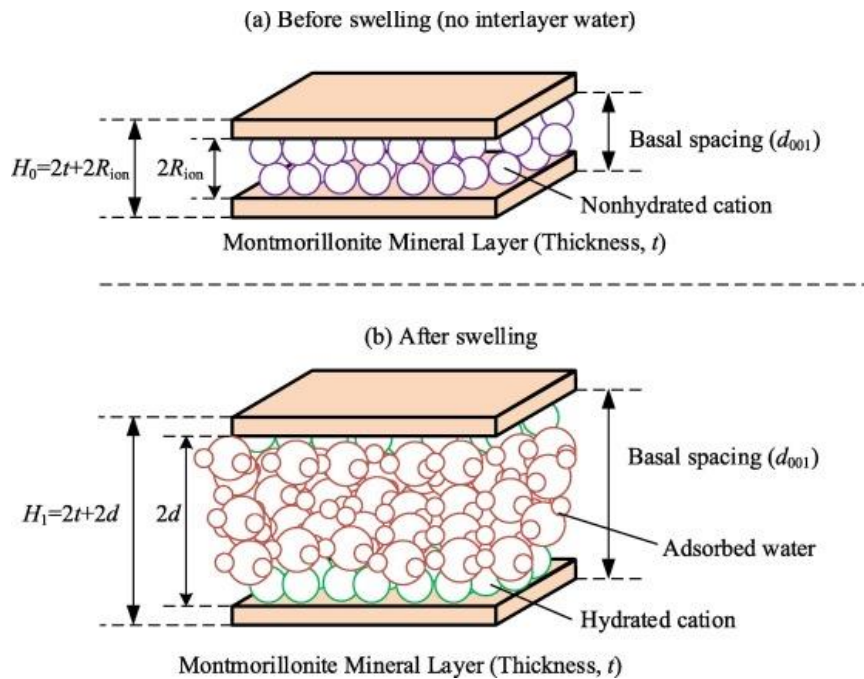 (a) Before swelling (no interlayer water)
H₀=2t+2Rᵢₒₙ
2Rᵢₒₙ
Basal spacing (d₀₀₁)
Nonhydrated cation
Montmorillonite Mineral Layer (Thickness, t)
(b) After swelling
H₁=2t+2d
2d
Basal spacing (d₀₀₁)
Adsorbed water
Hydrated cation
Montmorillonite Mineral Layer (Thickness, t)